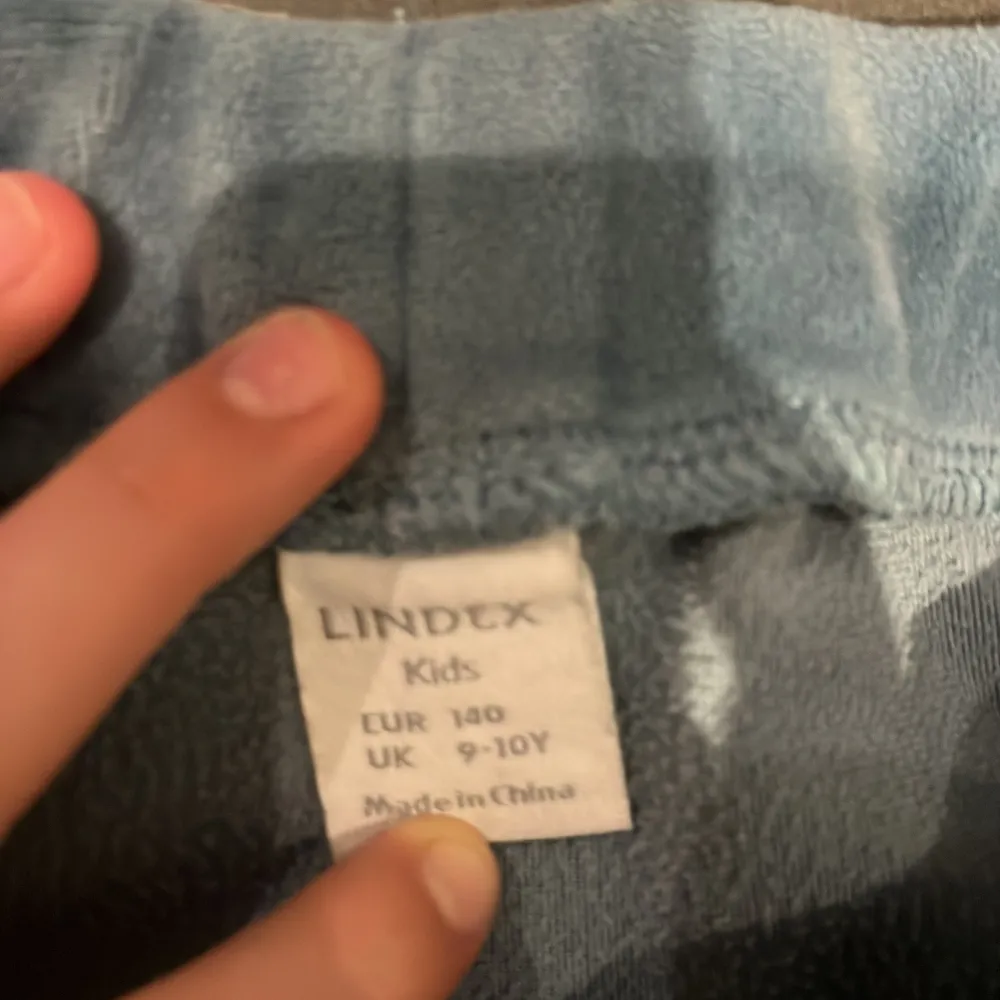 LINDEX
Kids
EUR 140
UK 9-10Y
Made in China